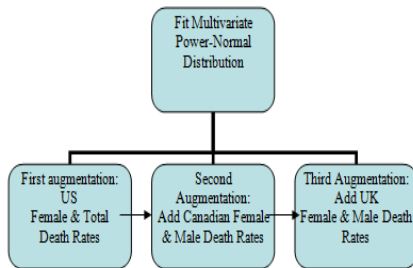 Fit Multivariate
Power-Normal
Distribution
First augmentation:
US
Female & Total
Death Rates
Second
Augmentation:
Add Canadian Female
& Male Death Rates
Third Augmentation:
Add UK
Female & Male Death
Rates